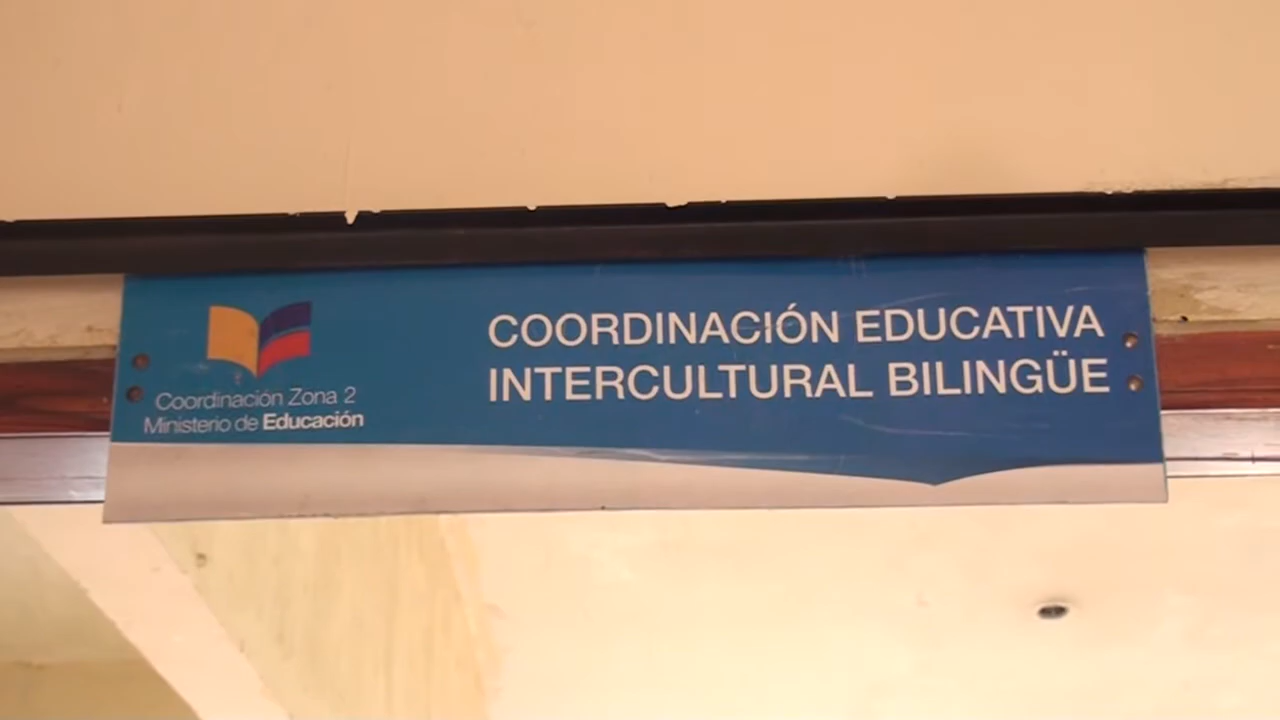 COORDINACIÓN EDUCATIVA
INTERCULTURAL BILINGÜE
Coordinación Zona 2
Ministerio de Educación